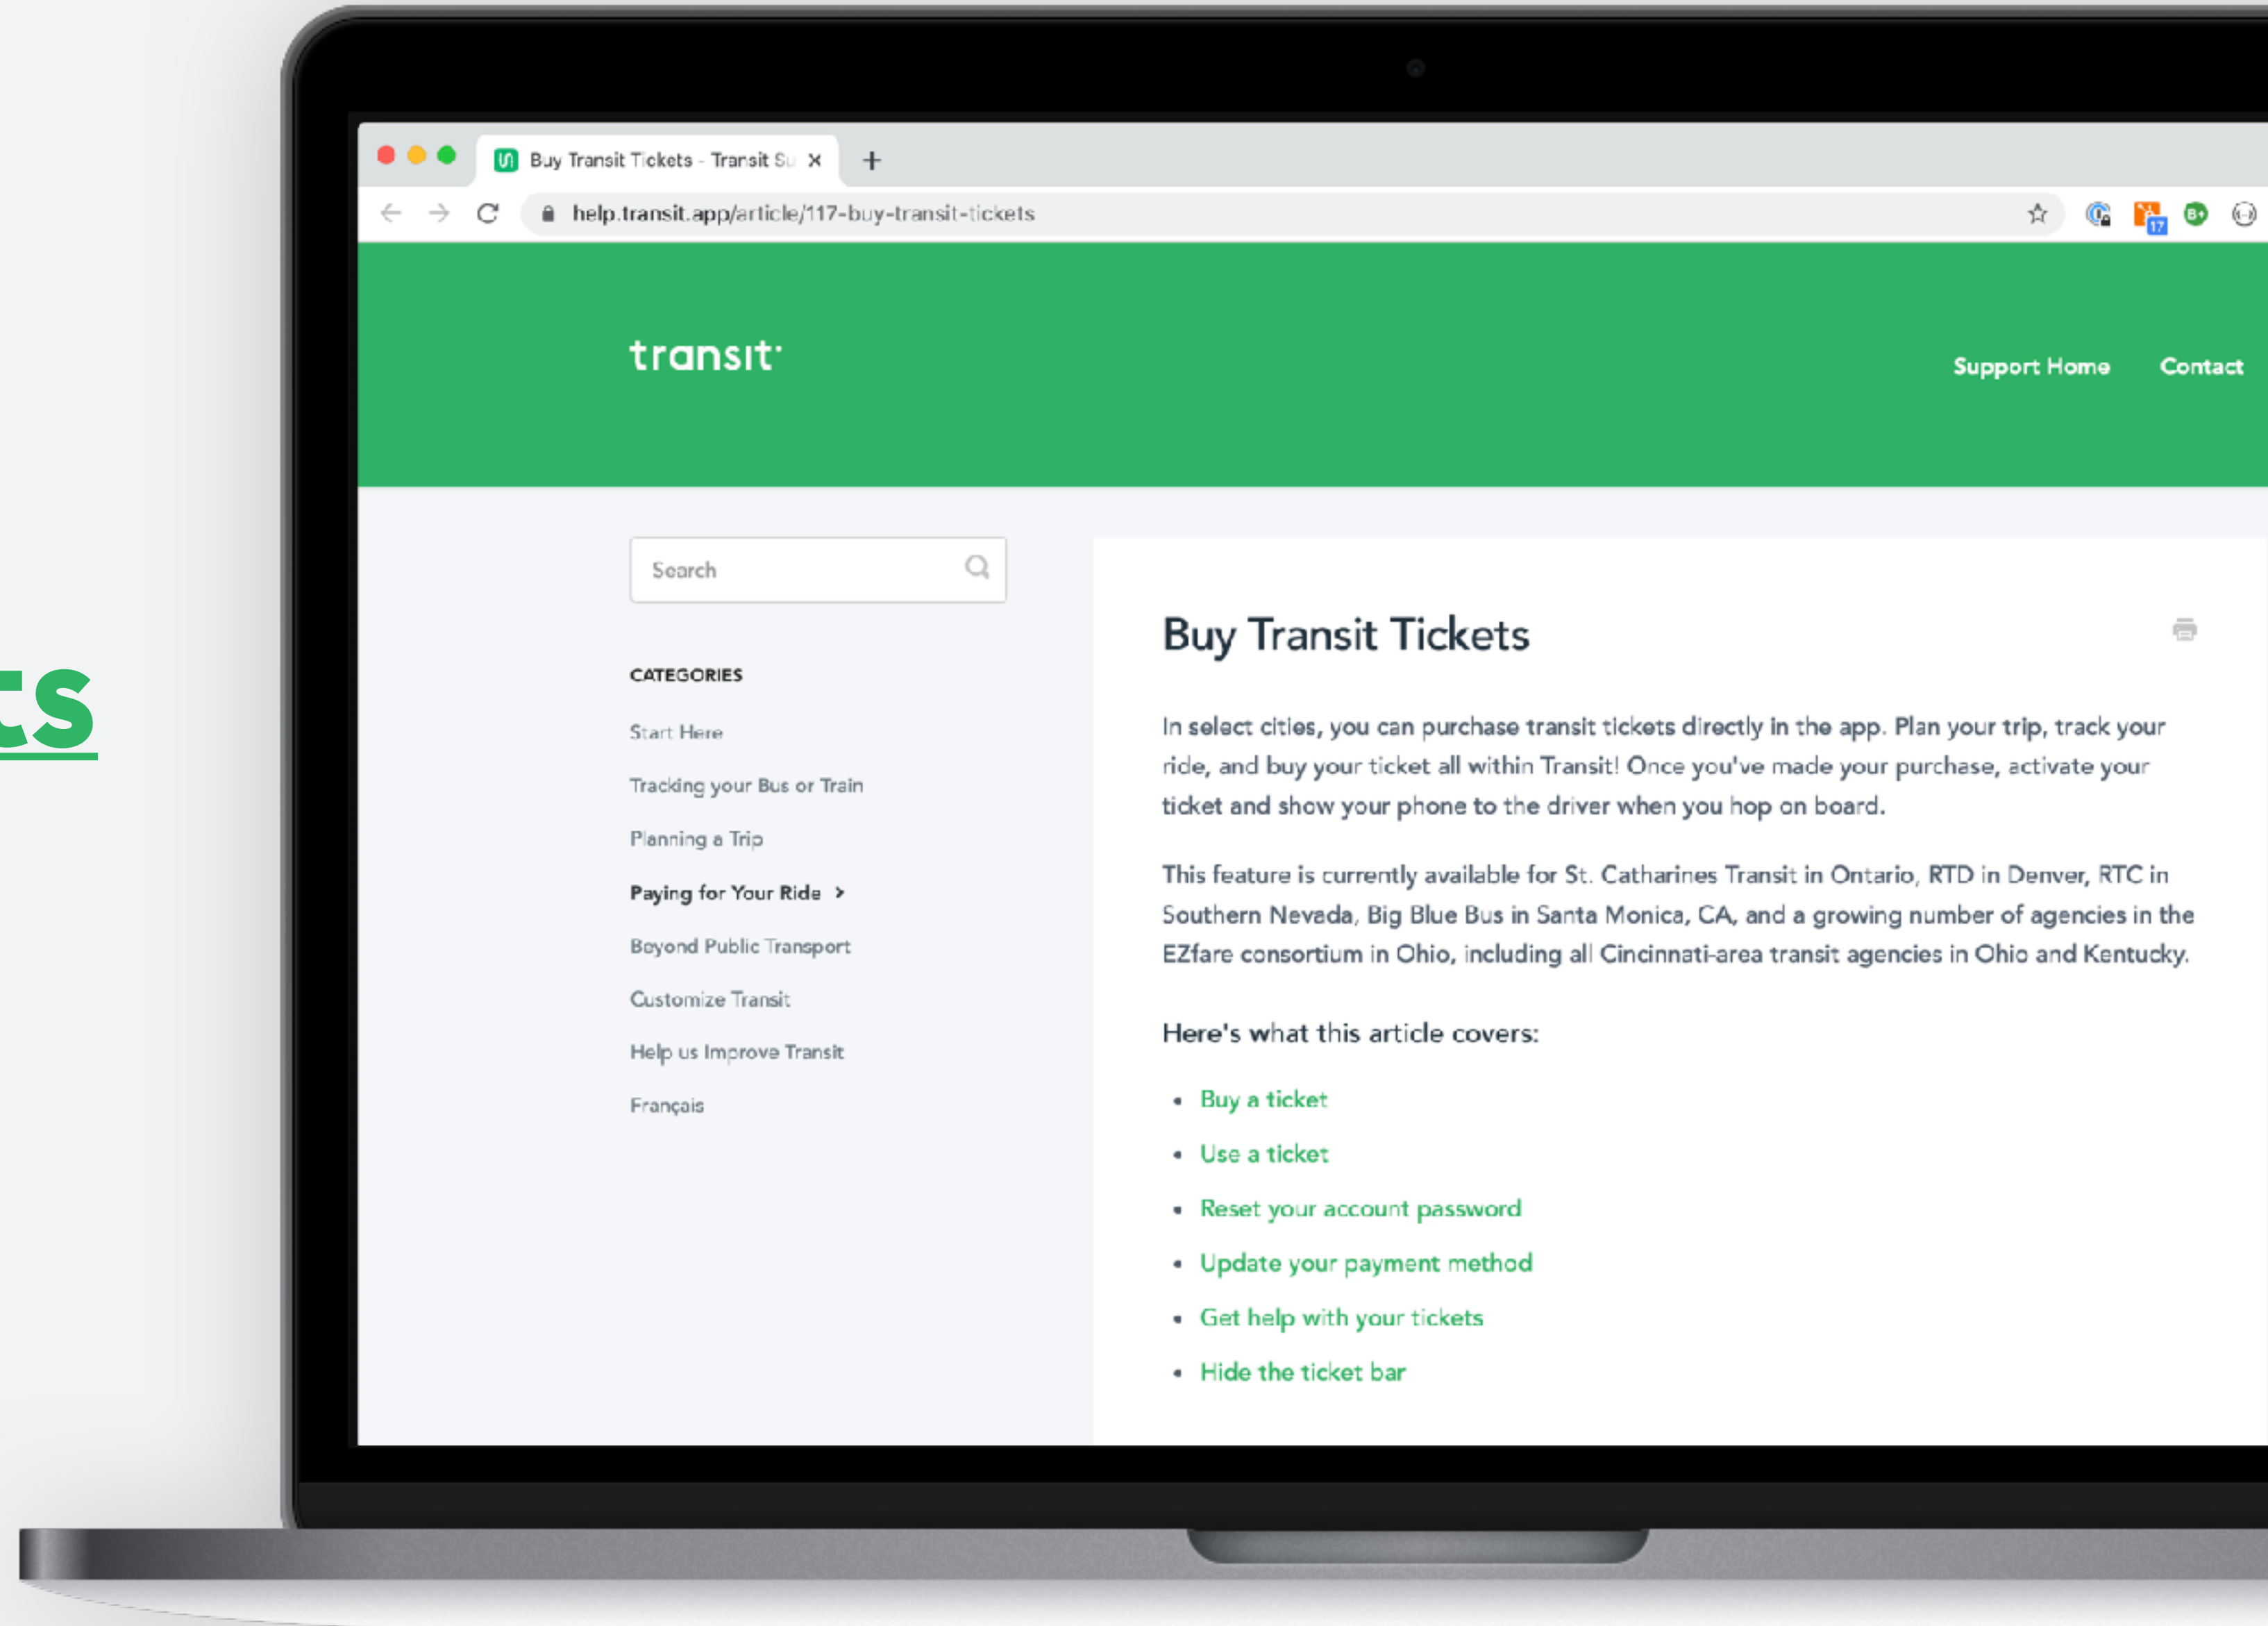 Buy Transit Tickets - Transit Su
help.transit.app/article/117-buy-transit-tickets
17
B+
transit
Support Home
Contact
Search
CATEGORIES
Start Here
Tracking your Bus or Train
Planning a Trip
Paying for Your Ride
Beyond Public Transport
Customize Transit
Help us Improve Transit
Français
ts
Buy Transit Tickets
In select cities, you can purchase transit tickets directly in the app. Plan your trip, track your
ride, and buy your ticket all within Transit! Once you've made your purchase, activate your
ticket and show your phone to the driver when you hop on board.
This feature is currently available for St. Catharines Transit in Ontario, RTD in Denver, RTC in
Southern Nevada, Big Blue Bus in Santa Monica, CA, and a growing number of agencies in the
EZfare consortium in Ohio, including all Cincinnati-area transit agencies in Ohio and Kentucky.
Here's what this article covers:
• Buy a ticket
• Use a ticket
• Reset your account password
• Update your payment method
• Get help with your tickets
• Hide the ticket bar